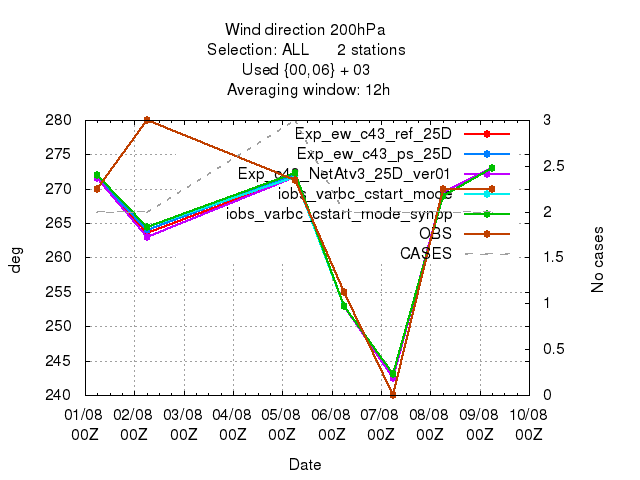 Wind direction 200hPa
Selection: ALL 2 stations
Used {00,06} + 03
Averaging window: 12h
280
275
270
265
260
255
250
245
240
deg
3
2.5
2
1.5
1
0.5
0
No cases
Exp_ew_c43_ref_25D
Exp_ew_c43_ps_25D
Exp_c43_NetAtv3_25D_ver01
iobs_varbc_cstart_mode
iobs_varbc_cstart_mode_synop
OBS
CASES
01/08 02/08 03/08 04/08 05/08 06/08 07/08 08/08 09/08 10/08
00Z 00Z 00Z 00Z 00Z 00Z 00Z 00Z 00Z 00Z
Date